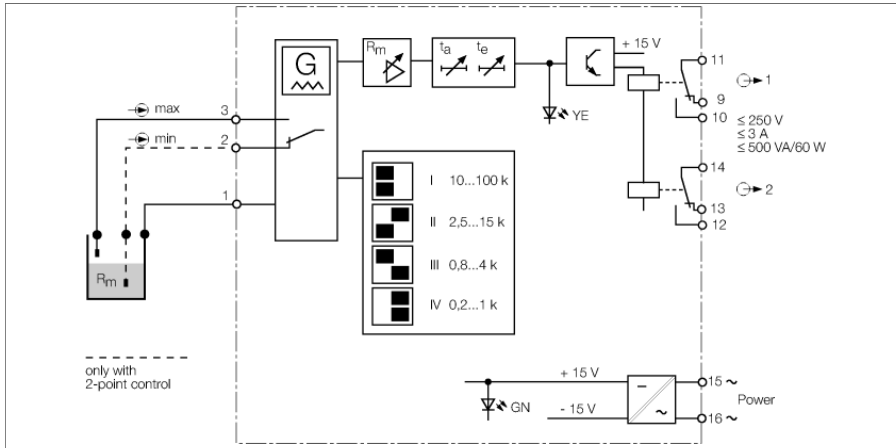 G
Rm
ta
te
+ 15 V
11
1
9
10
≤ 250 V
≤ 3 A
≤ 500 VA/60 W
YE
max
3
min
2
1
Rm
I 10...100 k
II 2,5...15 k
III 0,8...4 k
IV 0,2...1 k
14
2
13
12
only with
2-point control
+ 15 V
- 15 V
GN
–
~
15 ~
Power
16 ~